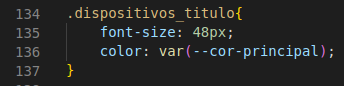 134 .dispositivos_titulo{
135     font-size: 48px;
136     color: var(--cor-principal);
137 }